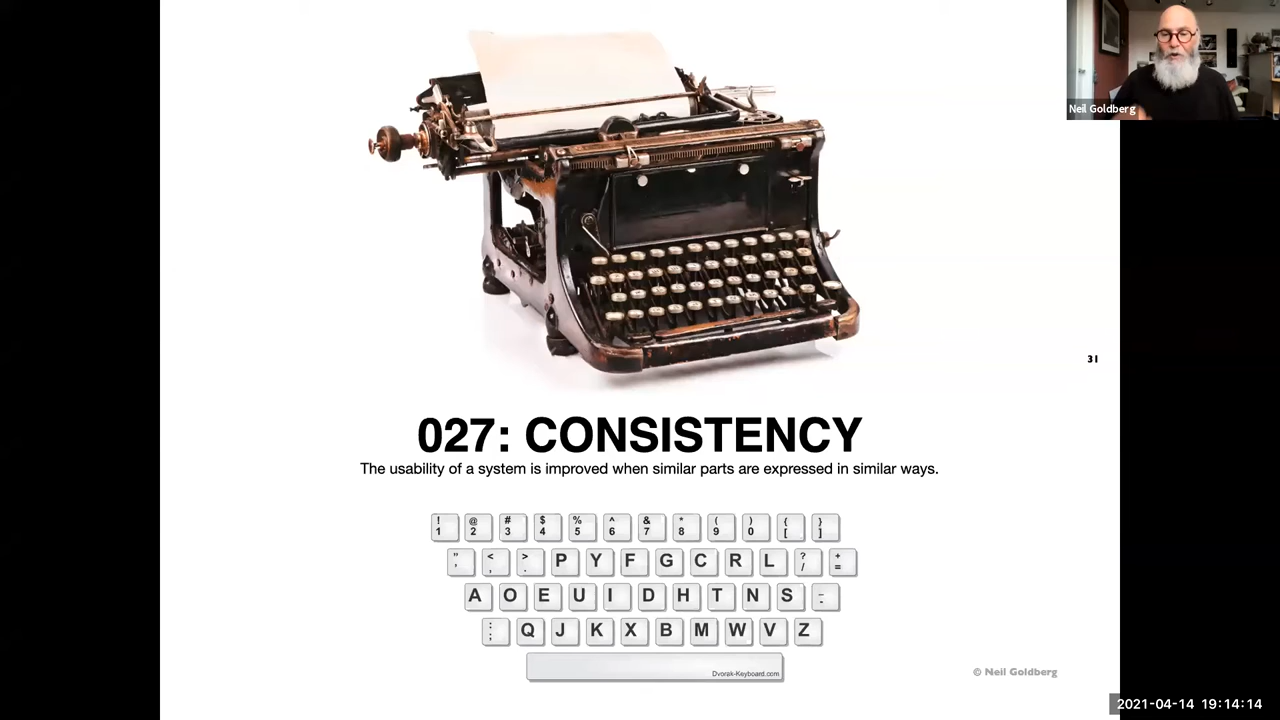 Neil Goldberg
31
027: CONSISTENCY
The usability of a system is improved when similar parts are expressed in similar ways.
! @ # $ % ^ & * ( ) { }
1 2 3 4 5 6 7 8 9 0 [ ]
" < > P Y F G C R L ? +
' , . / =
A O E U I D H T N S _
-
: Q J K X B M W V Z
;
Dvorak-Keyboard.com
© Neil Goldberg
2021-04-14 19:14:14